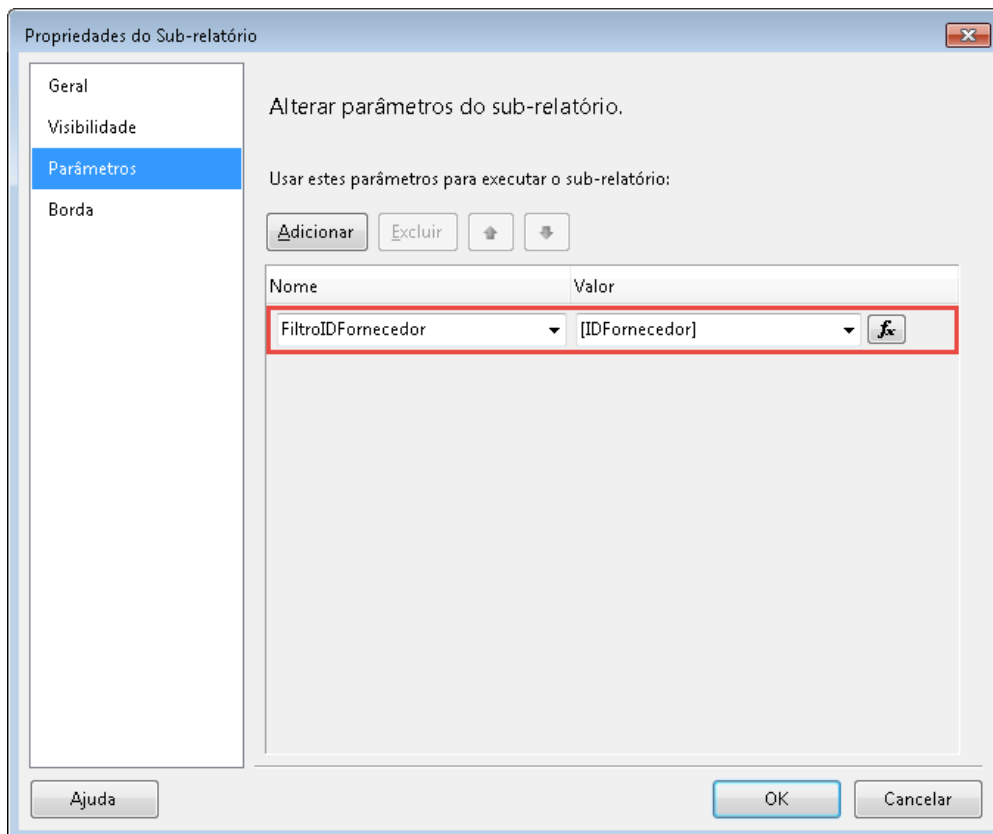 Propriedades do Sub-relatório
Geral
Visibilidade
Parâmetros
Borda
Alterar parâmetros do sub-relatório.
Usar estes parâmetros para executar o sub-relatório:
Adicionar Excluir
Nome Valor
FiltroIDFornecedor [IDFornecedor] fx
Ajuda OK Cancelar